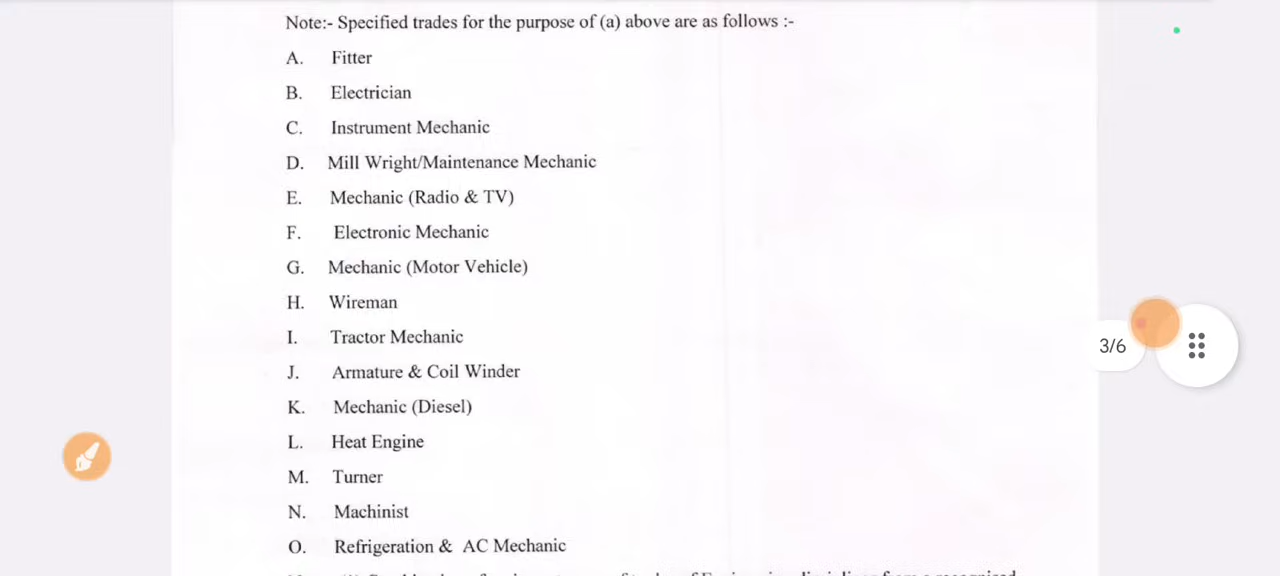 Note:- Specified trades for the purpose of (a) above are as follows :-
A. Fitter
B. Electrician
C. Instrument Mechanic
D. Mill Wright/Maintenance Mechanic
E. Mechanic (Radio & TV)
F. Electronic Mechanic
G. Mechanic (Motor Vehicle)
H. Wireman
I. Tractor Mechanic
3/6
J. Armature & Coil Winder
K. Mechanic (Diesel)
L. Heat Engine
M. Turner
N. Machinist
O. Refrigeration & AC Mechanic